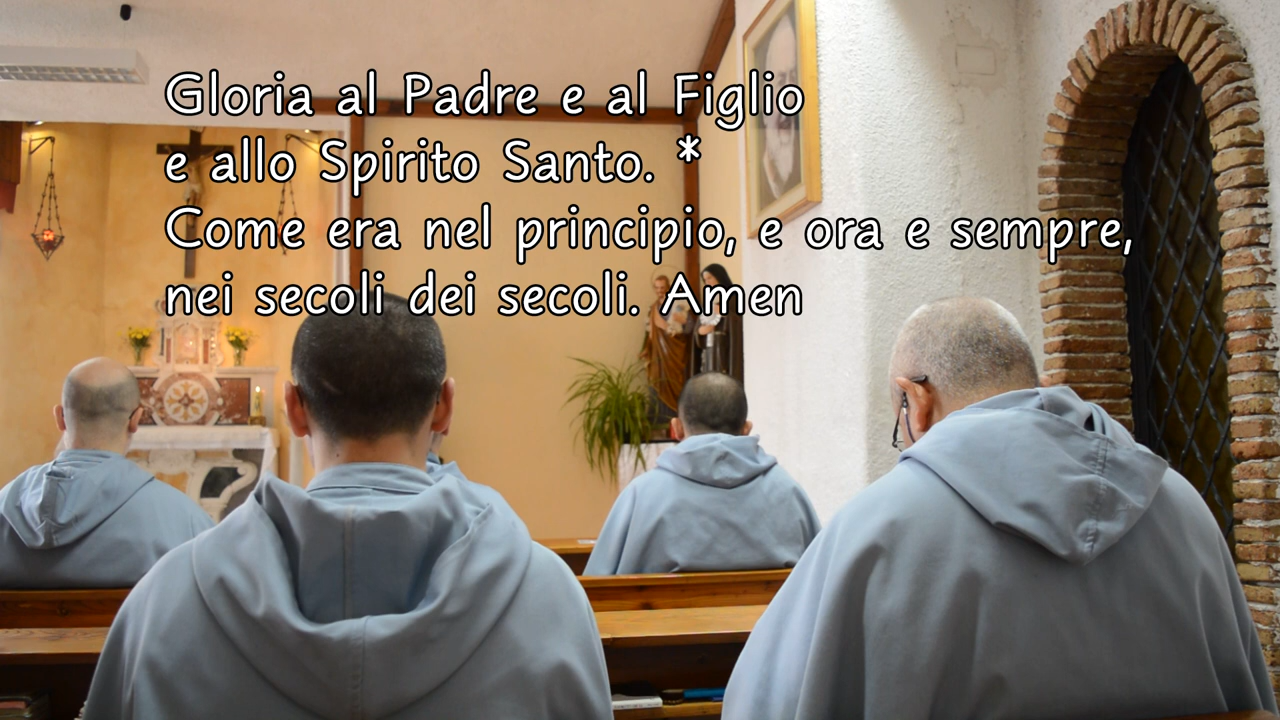 Gloria al Padre e al Figlio
e allo Spirito Santo. *
Come era nel principio, e ora e sempre,
nei secoli dei secoli. Amen